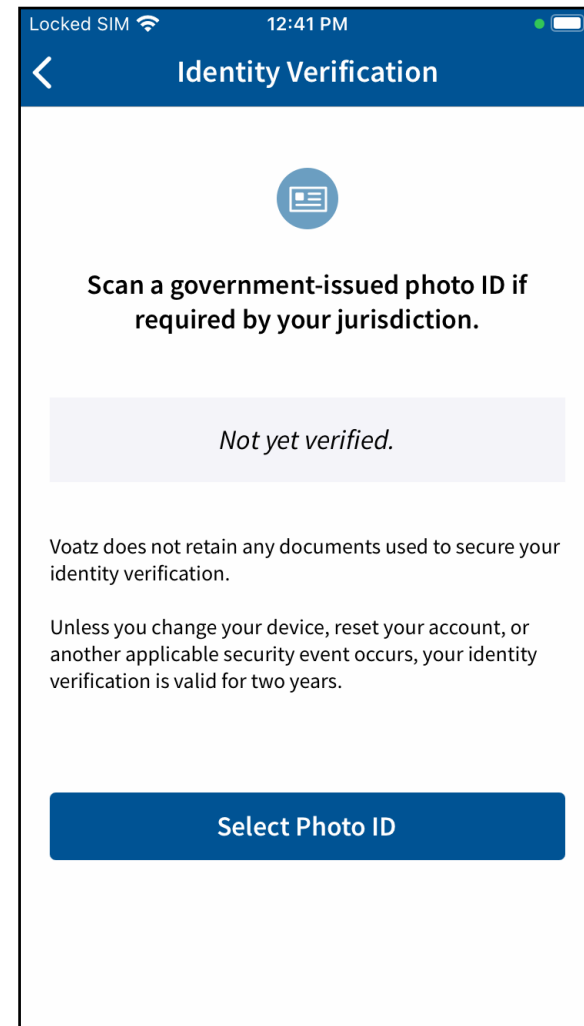 Locked SIM 12:41 PM
Identity Verification
Scan a government-issued photo ID if
required by your jurisdiction.
Not yet verified.
Voatz does not retain any documents used to secure your
identity verification.
Unless you change your device, reset your account, or
another applicable security event occurs, your identity
verification is valid for two years.
Select Photo ID